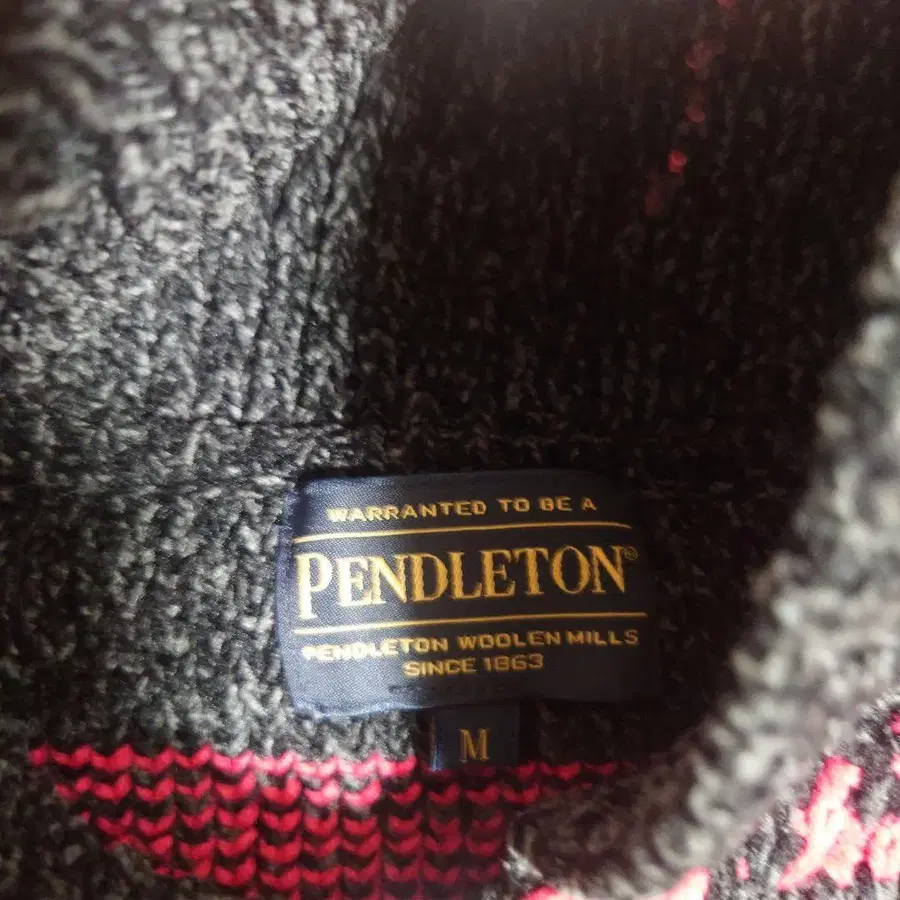 WARRANTED TO BE A
PENDLETON®
PENDLETON WOOLEN MILLS
SINCE 1863
M